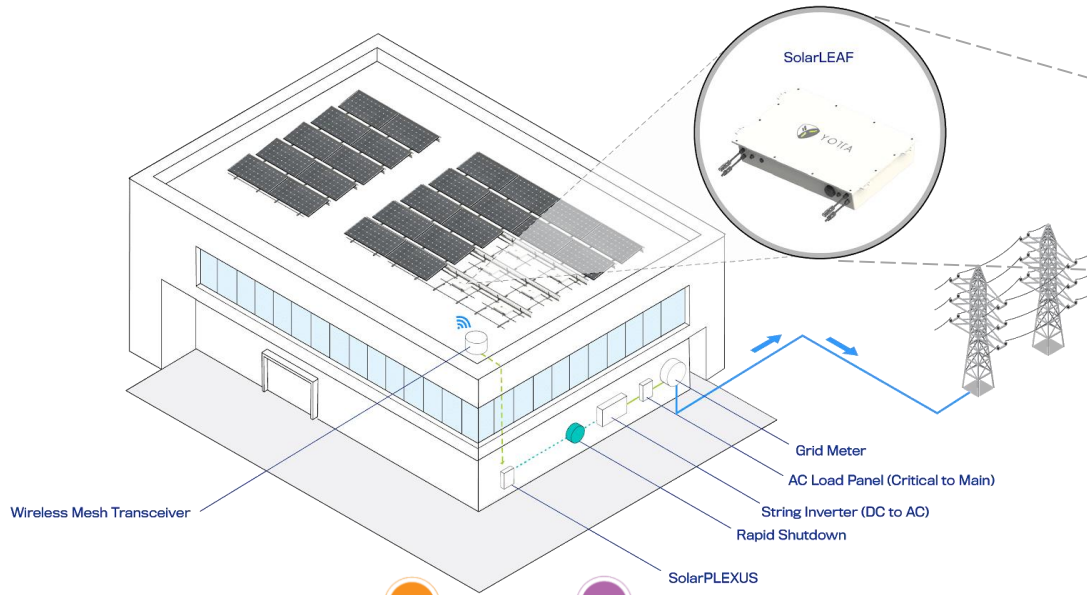 SolarLEAF
YOTTA
Grid Meter
AC Load Panel (Critical to Main)
String Inverter (DC to AC)
Wireless Mesh Transceiver
Rapid Shutdown
SolarPLEXUS